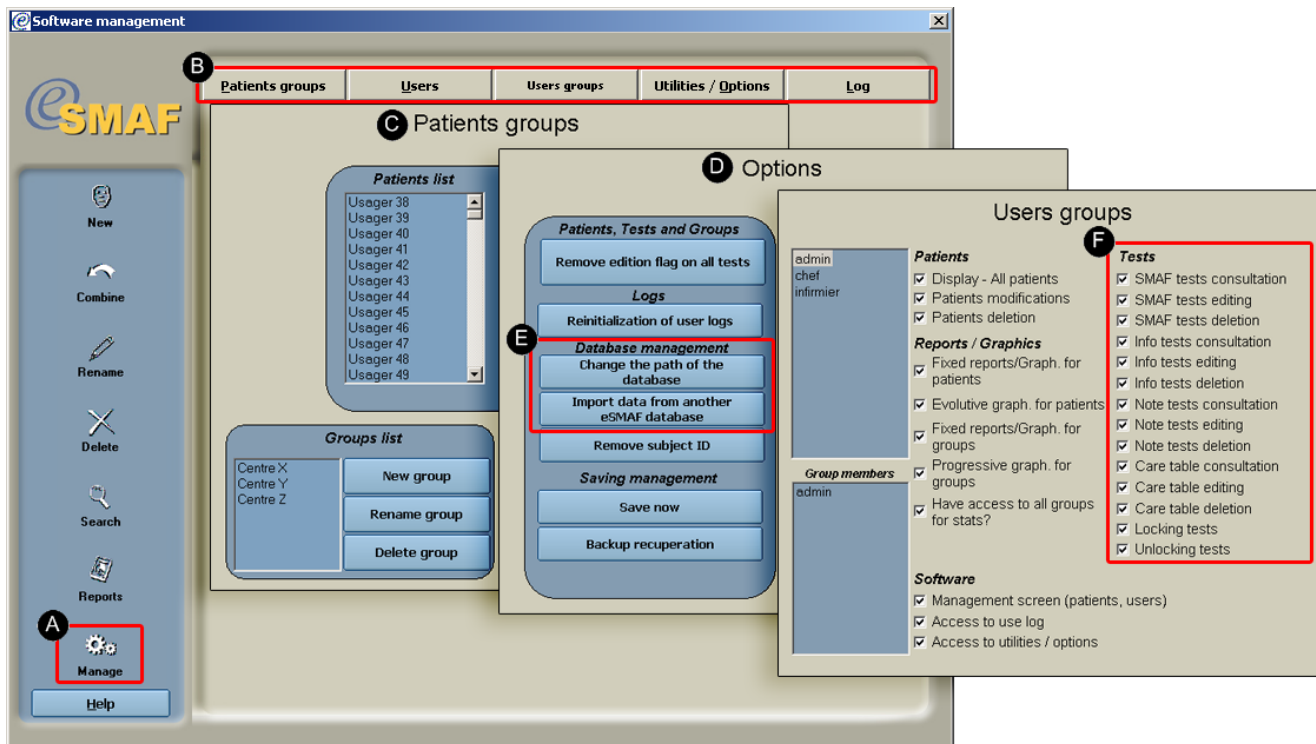 Software management
B
Patients groups
Users
Users groups
Utilities / Options
Log
eSMAF
New
Combine
Rename
Delete
Search
Reports
A
Manage
Help
C Patients groups
Patients list
Usager 38
Usager 39
Usager 40
Usager 41
Usager 42
Usager 43
Usager 44
Usager 45
Usager 46
Usager 47
Usager 48
Usager 49
Groups list
Centre X
Centre Y
Centre Z
New group
Rename group
Delete group
D Options
Patients, Tests and Groups
Remove edition flag on all tests
Logs
Reinitialization of user logs
E
Database management
Change the path of the
database
Import data from another
eSMAF database
Remove subject ID
Saving management
Save now
Backup recuperation
Users groups
admin
chef
infirmier
Group members
admin
Patients
Display - All patients
Patients modifications
Patients deletion
Reports / Graphics
Fixed reports/Graph. for
patients
Evolutive graph. for patients
Fixed reports/Graph. for
groups
Progressive graph. for
groups
Have access to all groups
for stats?
Software
Management screen (patients, users)
Access to use log
Access to utilities / options
F
Tests
SMAF tests consultation
SMAF tests editing
SMAF tests deletion
Info tests consultation
Info tests editing
Info tests deletion
Note tests consultation
Note tests editing
Note tests deletion
Care table consultation
Care table editing
Care table deletion
Locking tests
Unlocking tests